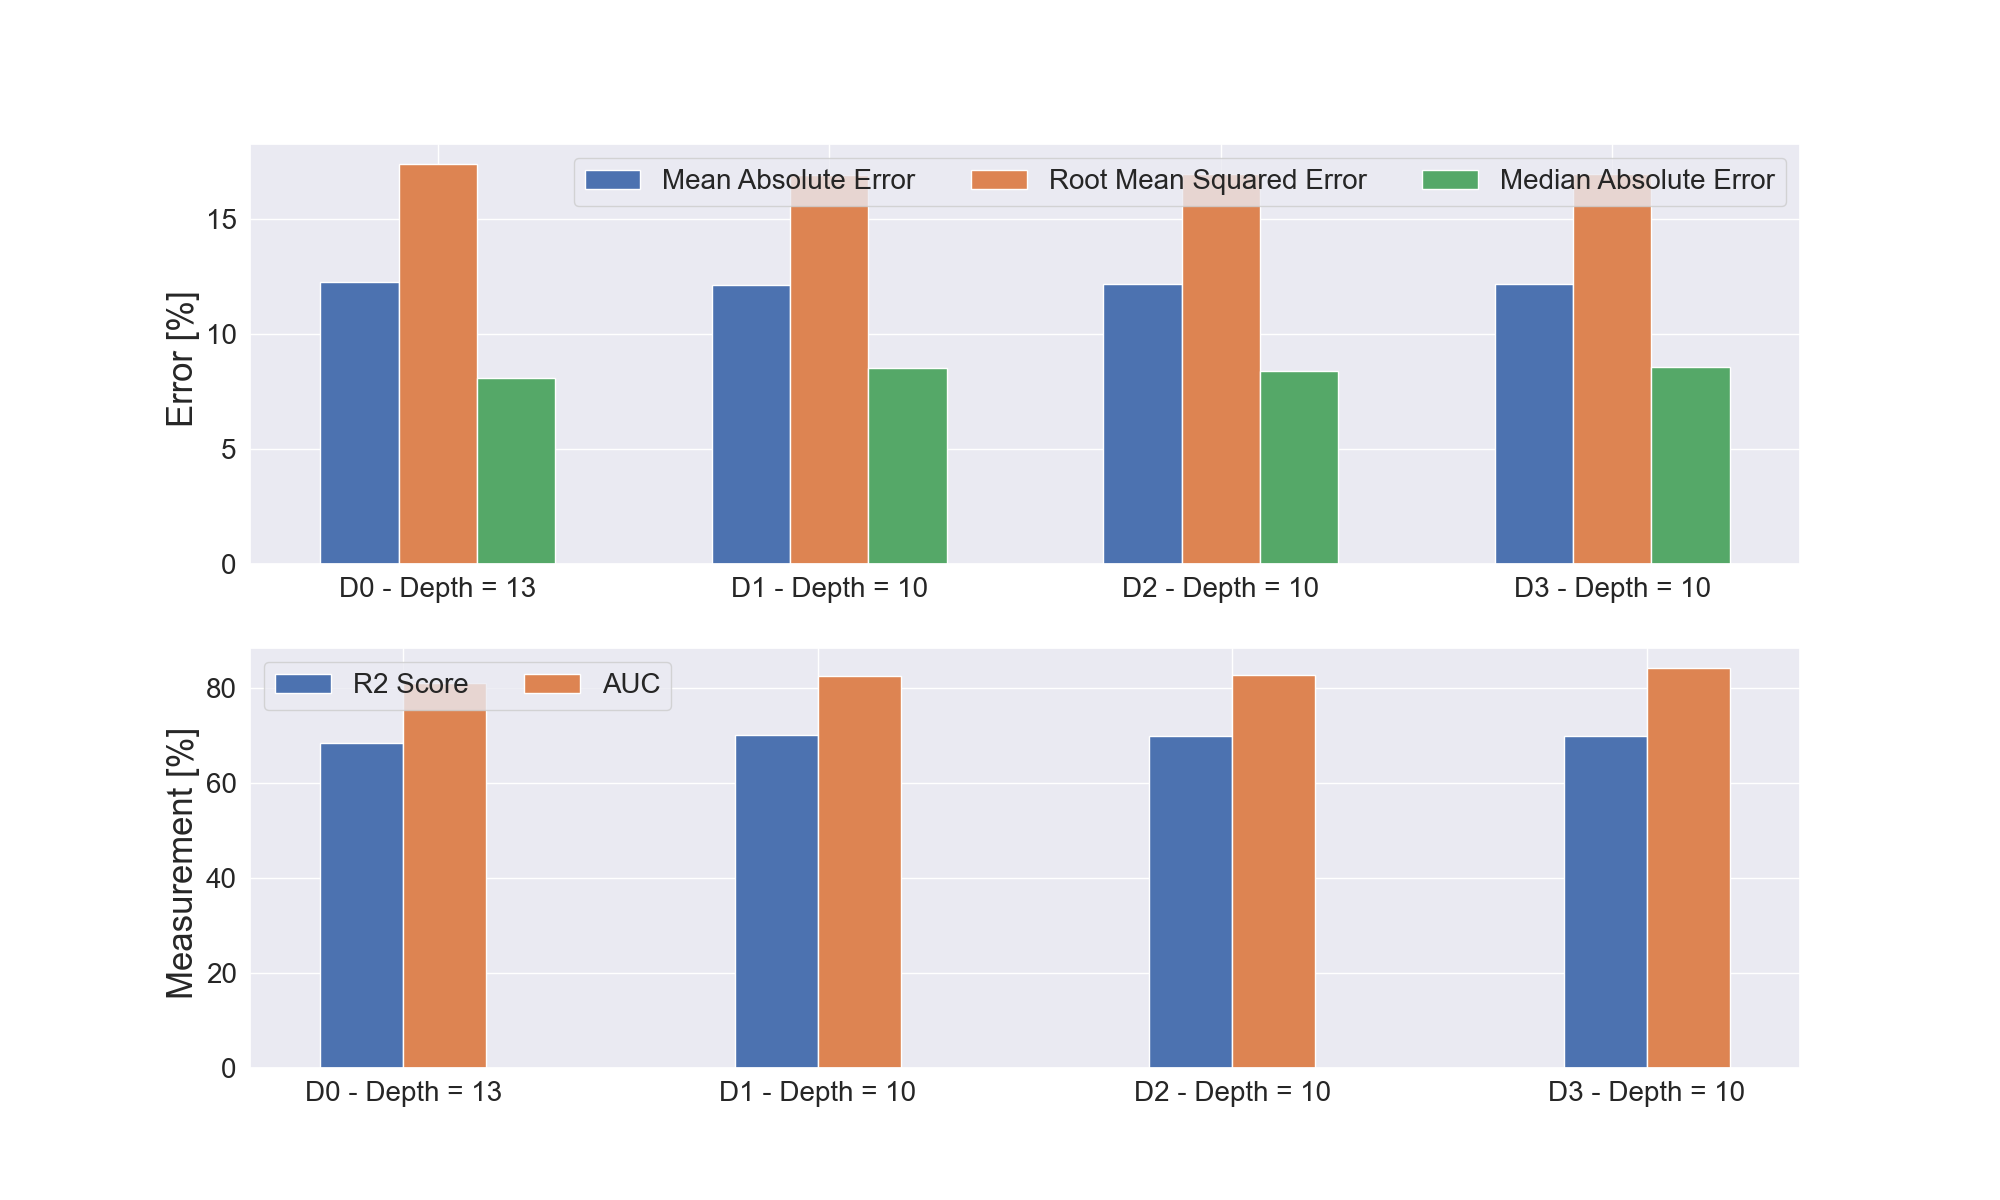 Mean Absolute Error Root Mean Squared Error Median Absolute Error
Error [%]
15
10
5
0
D0 - Depth = 13 D1 - Depth = 10 D2 - Depth = 10 D3 - Depth = 10
R2 Score AUC
Measurement [%]
80
60
40
20
0
D0 - Depth = 13 D1 - Depth = 10 D2 - Depth = 10 D3 - Depth = 10